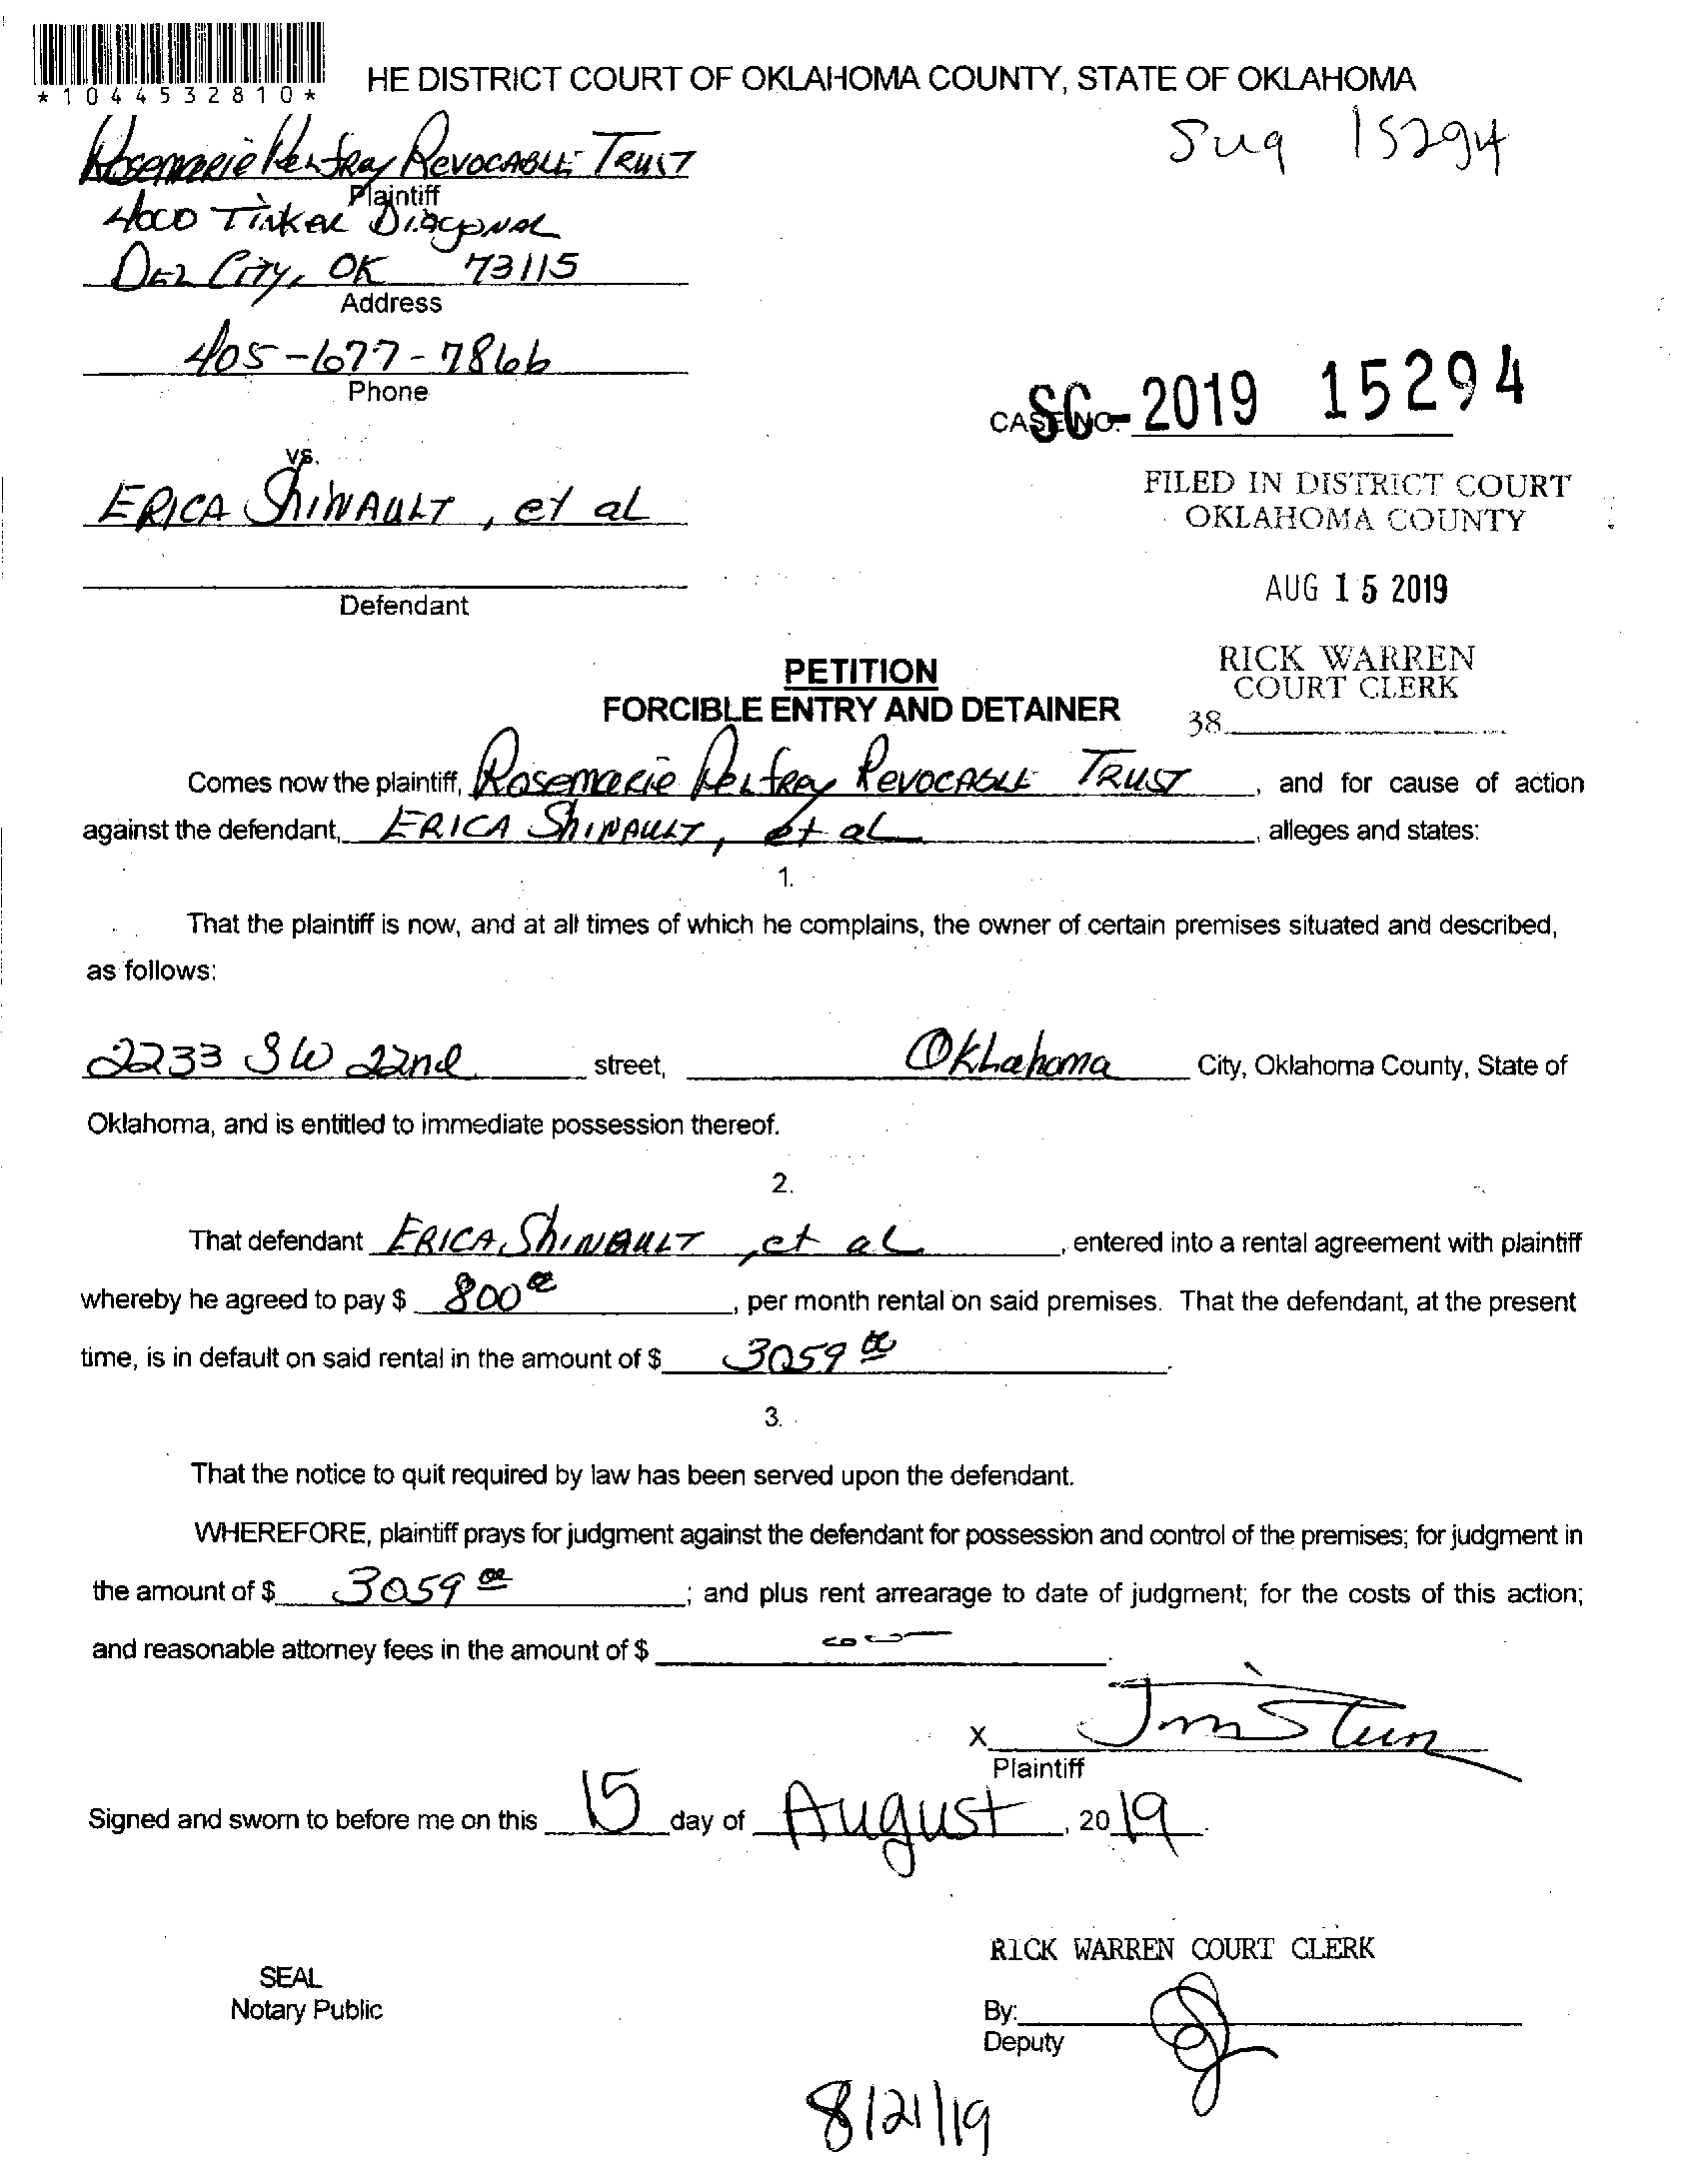 *1044532810*
HE DISTRICT COURT OF OKLAHOMA COUNTY, STATE OF OKLAHOMA
15294
Rosemarie REVOCABLE TRUST
Plaintiff
4000 Tinker Diagonal
DEL CITY, OK 73115
Address
405-677-7866
Phone
CASE NO. SC-2019 15294
vs.
ERICA SHINAULT, et al
FILED IN DISTRICT COURT
OKLAHOMA COUNTY
AUG 15 2019
Defendant
RICK WARREN
COURT CLERK
38
PETITION
FORCIBLE ENTRY AND DETAINER
Comes now the plaintiff, Rosemarie REVOCABLE TRUST, and for cause of action
against the defendant, ERICA SHINAULT, et al, alleges and states:
1.
That the plaintiff is now, and at all times of which he complains, the owner of certain premises situated and described,
as follows:
2233 SW 22nd street, Oklahoma City, Oklahoma County, State of
Oklahoma, and is entitled to immediate possession thereof.
2.
That defendant ERICA SHINAULT, et al, entered into a rental agreement with plaintiff
whereby he agreed to pay $ 800 00, per month rental on said premises. That the defendant, at the present
time, is in default on said rental in the amount of $ 3059 00.
3.
That the notice to quit required by law has been served upon the defendant.
WHEREFORE, plaintiff prays for judgment against the defendant for possession and control of the premises; for judgment in
the amount of $ 3059 00; and plus rent arrearage to date of judgment; for the costs of this action;
and reasonable attorney fees in the amount of $
X
Plaintiff
Signed and sworn to before me on this 15 day of August, 2019.
RICK WARREN COURT CLERK
SEAL
Notary Public
By:
Deputy
8/21/19